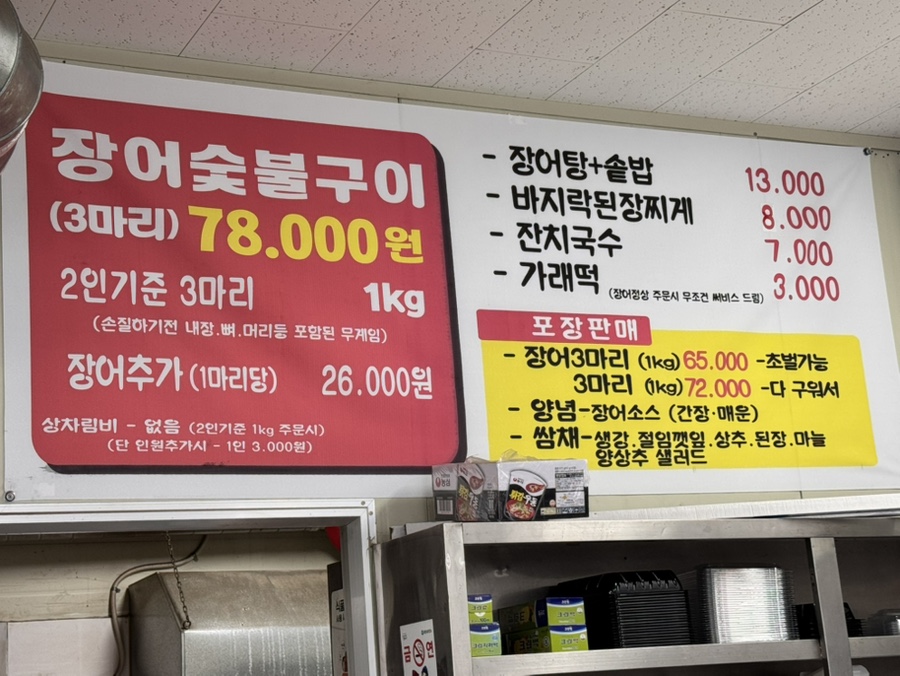 장어숯불구이
(3마리) 78.000원
2인기준 3마리 1kg
(손질하기전 내장.뼈.머리등 포함된 무게임)
장어추가 (1마리당) 26.000원
상차림비 - 없음 (2인기준 1kg 주문시)
(단 인원추가시 - 1인 3.000원)
- 장어탕+솥밥 13.000
- 바지락된장찌게 8.000
- 잔치국수 7.000
- 가래떡 (장어정상 주문시 무조건 써비스 드림) 3.000
포장판매
- 장어3마리 (1kg) 65.000 -초벌가능
3마리 (1kg) 72.000 -다 구워서
- 양념-장어소스 (간장·매운)
- 쌈채-생강.절임깻잎.상추.된장.마늘
양상추 샐러드
농심
금연